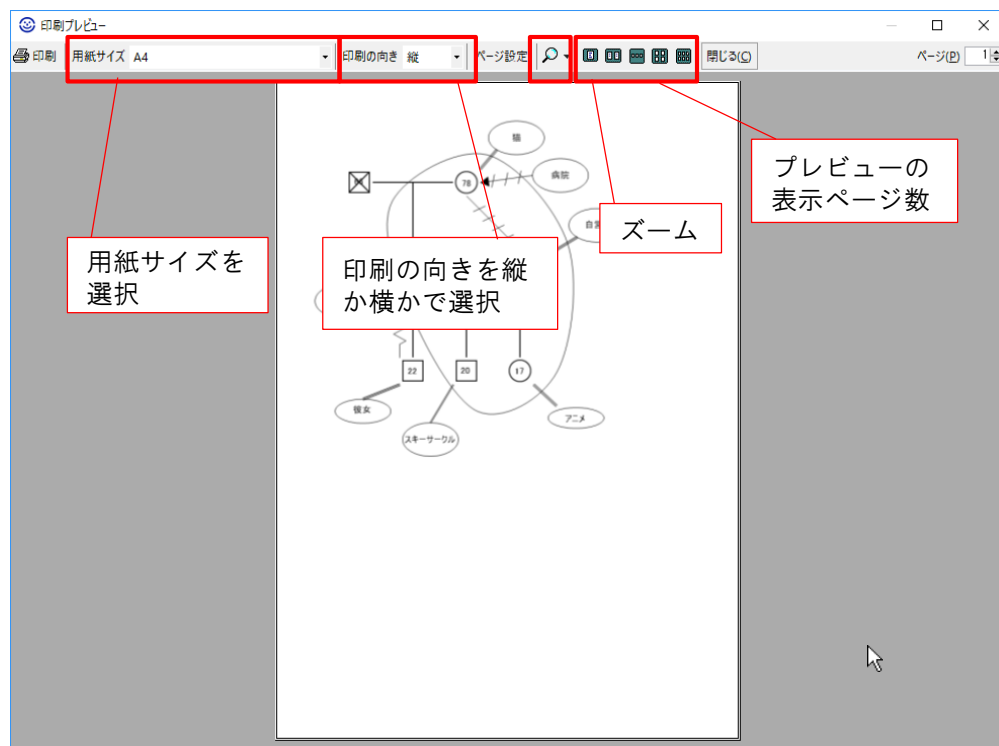 印刷プレビュー
印刷 用紙サイズ A4 印刷の向き 縦 ページ設定 閉じる(C) ページ(P) 1
プレビューの
表示ページ数
ズーム
用紙サイズを
選択
印刷の向きを縦
か横かで選択
78
病院
22
20
17
彼女
スキーサークル
アニメ